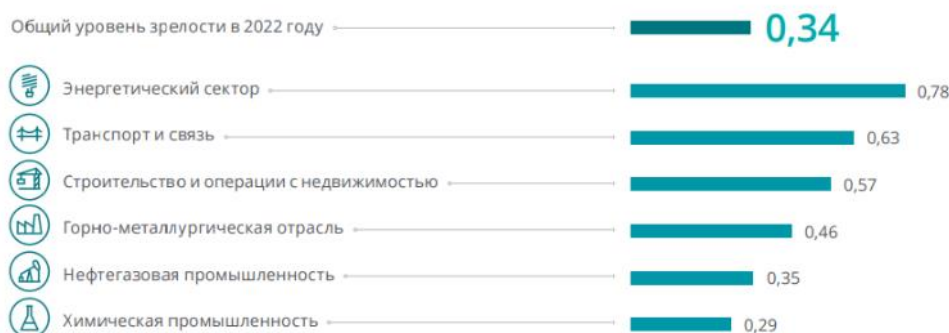 Общий уровень зрелости в 2022 году 0,34
Энергетический сектор 0,78
Транспорт и связь 0,63
Строительство и операции с недвижимостью 0,57
Горно-металлургическая отрасль 0,46
Нефтегазовая промышленность 0,35
Химическая промышленность 0,29